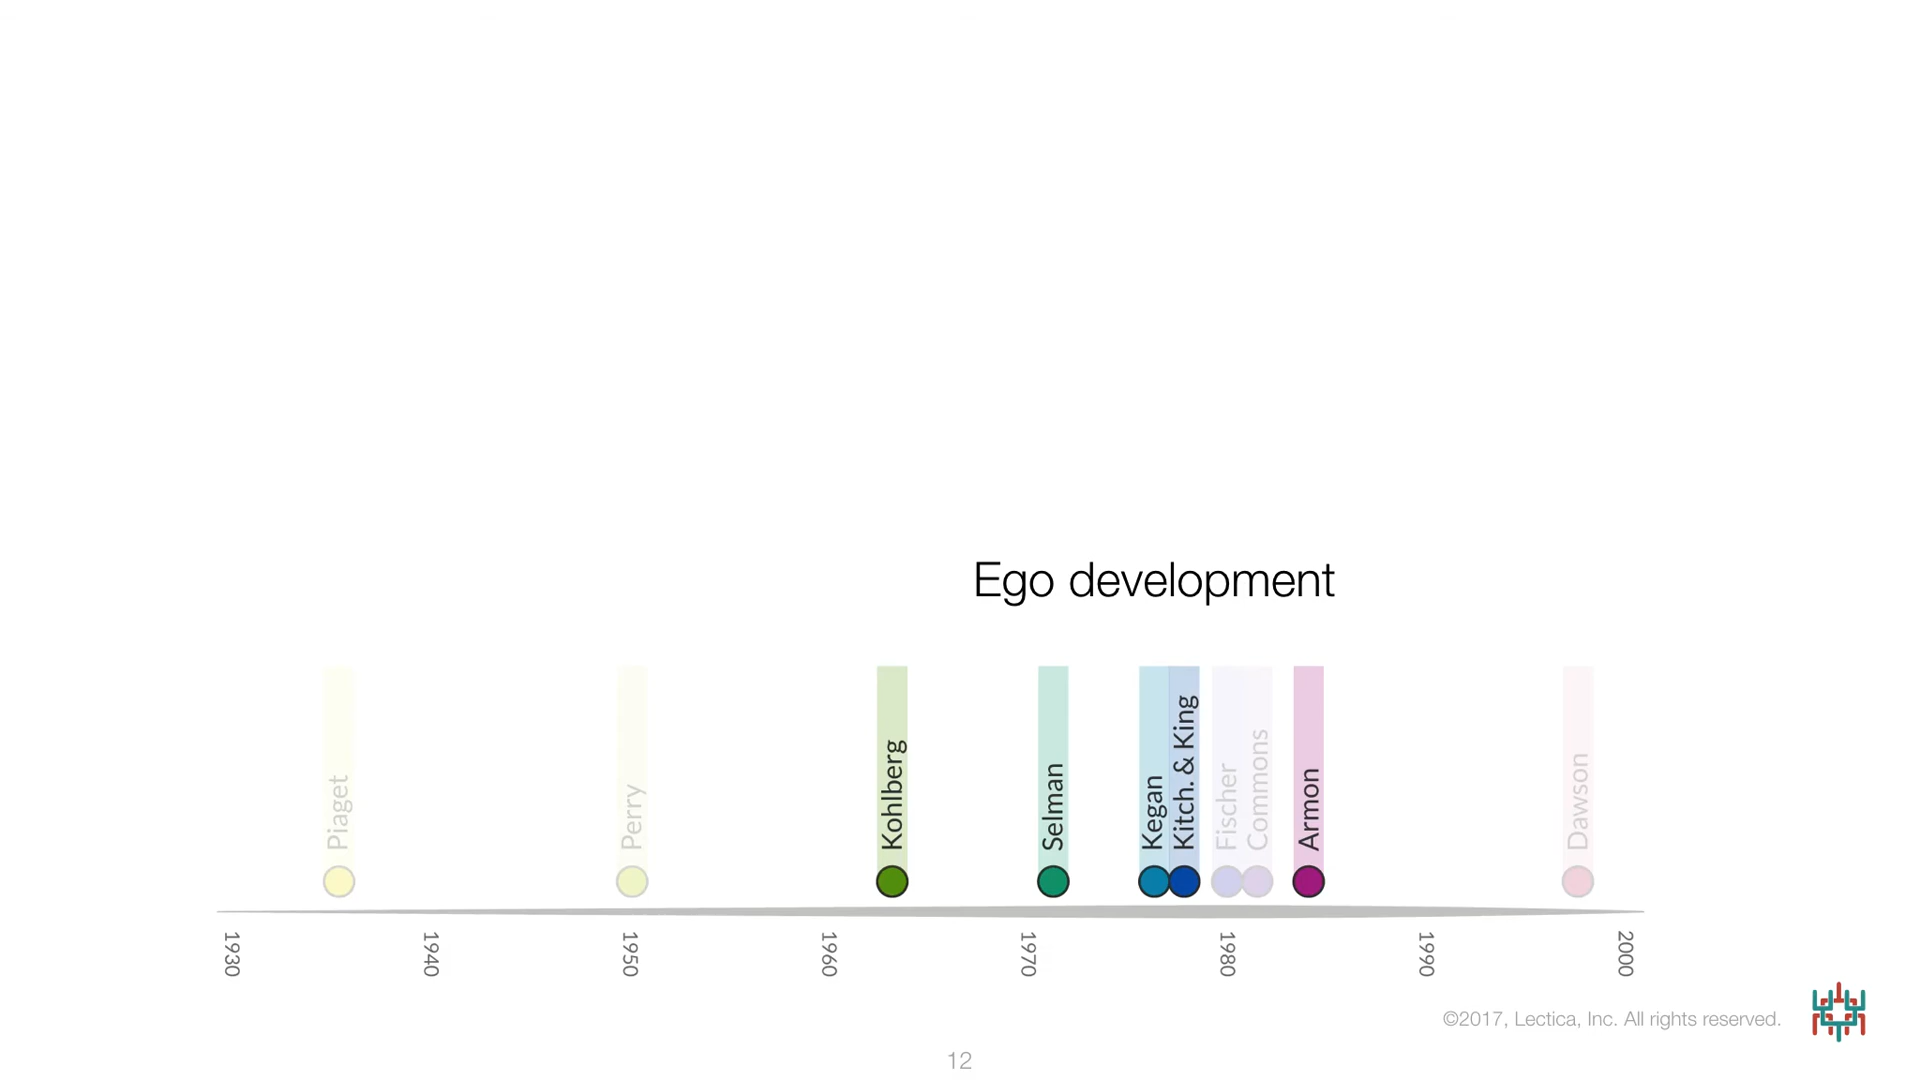 Ego development
Piaget
Perry
Kohlberg
Selman
Kegan
Kitch. & King
Fischer
Commons
Armon
Dawson
1930
1940
1950
1960
1970
1980
1990
2000
©2017, Lectica, Inc. All rights reserved.
12